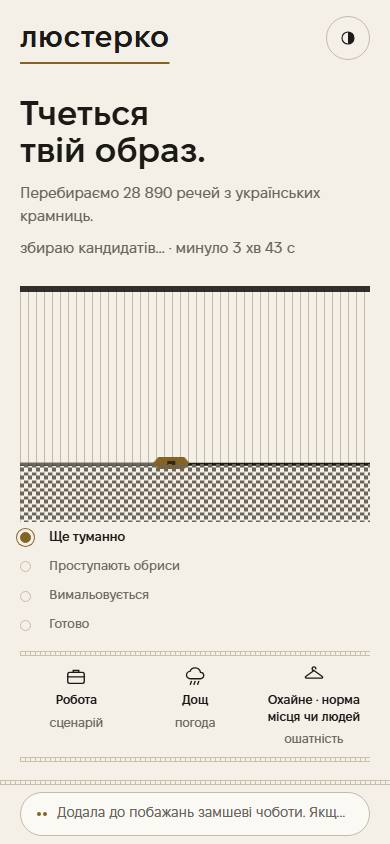 люстерко
Тчеться
твій образ.
Перебираємо 28 890 речей з українських
крамниць.
збираю кандидатів... · минуло 3 хв 43 с
Ще туманно
Проступають обриси
Вимальовується
Готово
Робота
сценарій
Дощ
погода
Охайне · норма
місця чи людей
ошатність
Додала до побажань замшеві чоботи. Якщ...